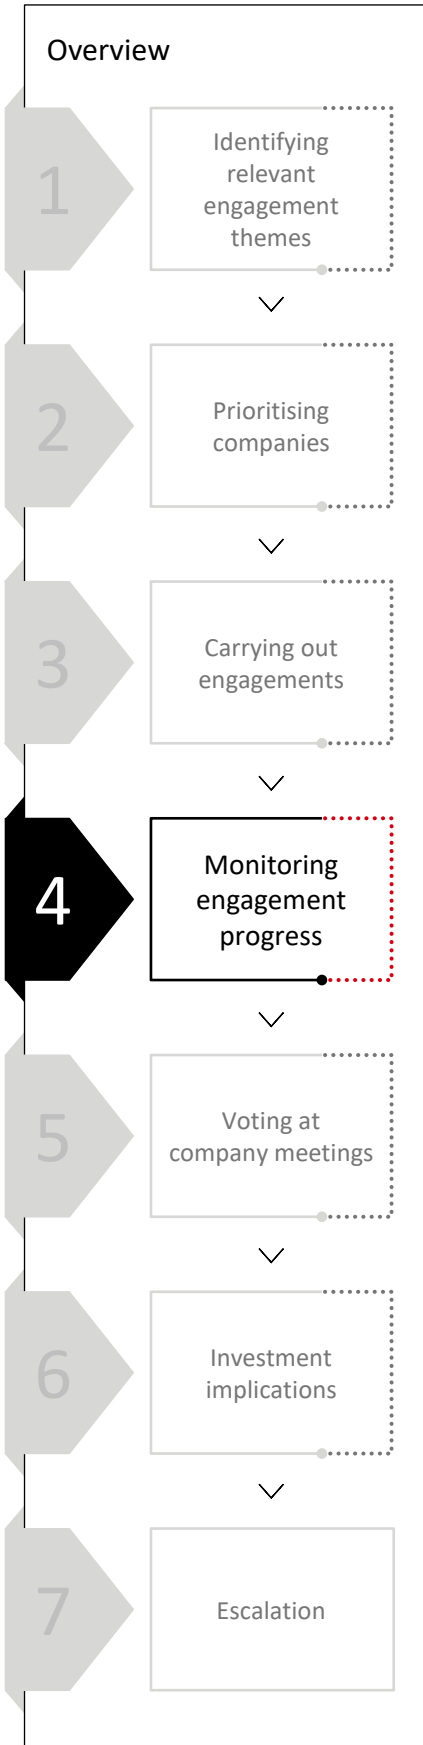 Overview
1
Identifying
relevant
engagement
themes
2
Prioritising
companies
3
Carrying out
engagements
4
Monitoring
engagement
progress
5
Voting at
company meetings
6
Investment
implications
7
Escalation